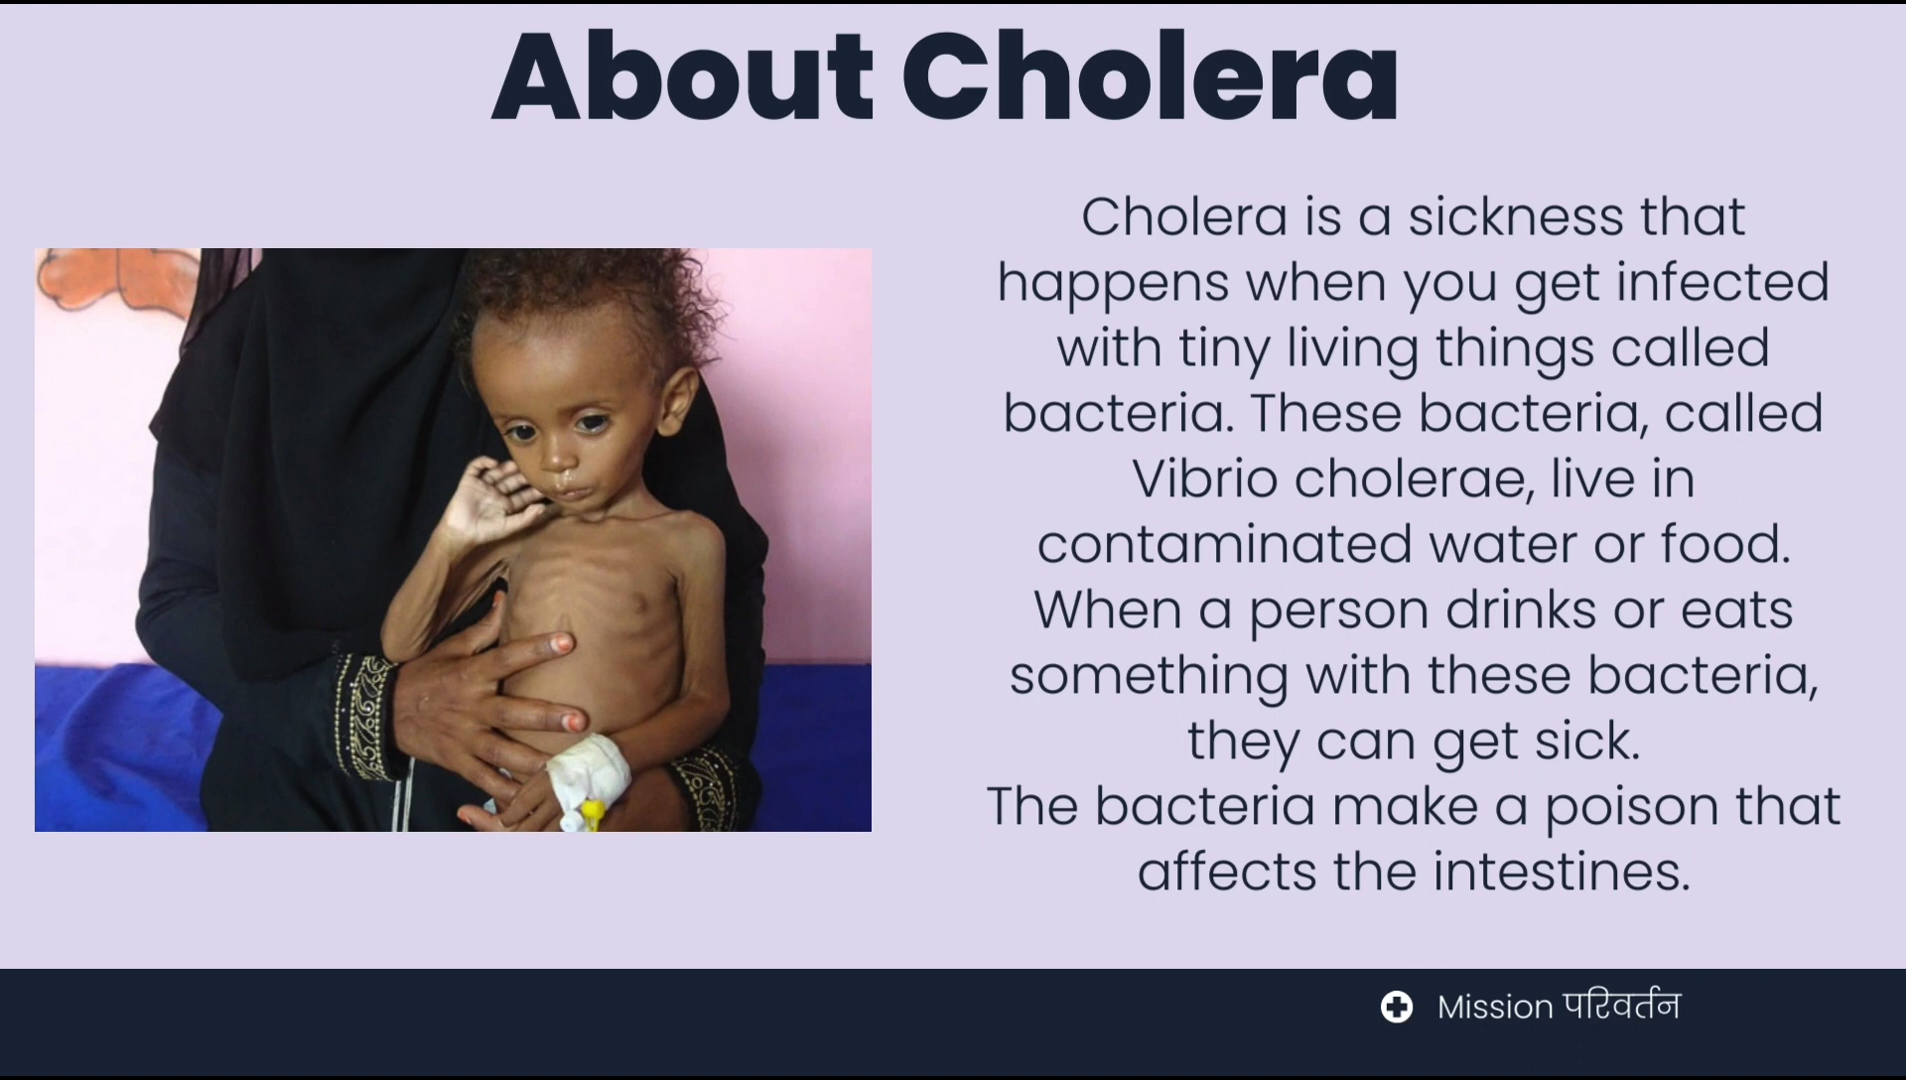 About Cholera
Cholera is a sickness that
happens when you get infected
with tiny living things called
bacteria. These bacteria, called
Vibrio cholerae, live in
contaminated water or food.
When a person drinks or eats
something with these bacteria,
they can get sick.
The bacteria make a poison that
affects the intestines.
Mission परिवर्तन